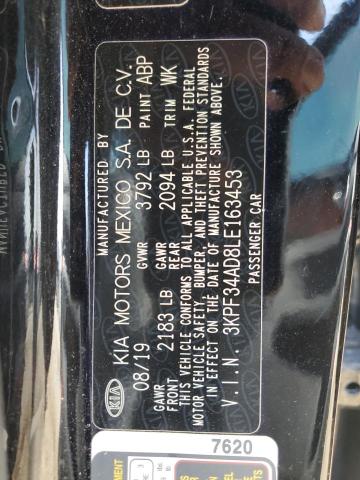 MANUFACTURED BY
KIA KIA MOTORS MEXICO S.A. DE C.V.
08/19 GVWR 3792 LB PAINT ABP
GAWR FRONT 2183 LB GAWR REAR 2094 LB TRIM WK
THIS VEHICLE CONFORMS TO ALL APPLICABLE U.S.A. FEDERAL
MOTOR VEHICLE SAFETY, BUMPER, AND THEFT PREVENTION STANDARDS
IN EFFECT ON THE DATE OF MANUFACTURE SHOWN ABOVE.
V.I.N. 3KPF34AD8LE163453
PASSENGER CAR
7620